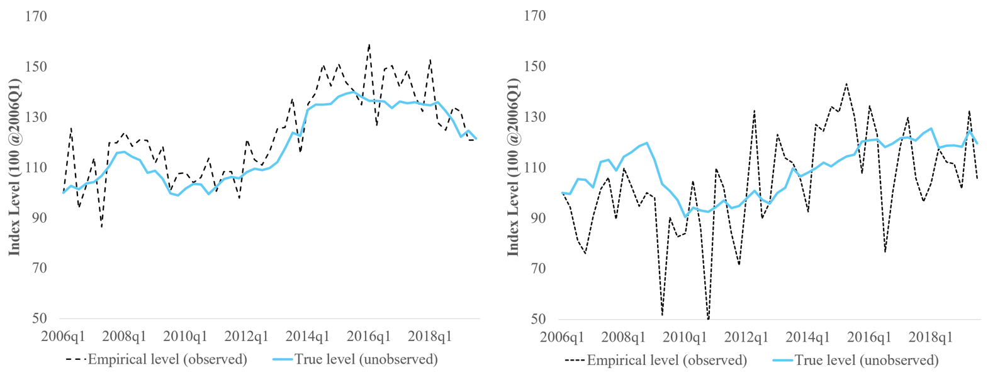 170
150
130
110
90
70
50
Index Level (100 @2006Q1)
2006q1 2008q1 2010q1 2012q1 2014q1 2016q1 2018q1
Empirical level (observed) True level (unobserved)
170
150
130
110
90
70
50
Index Level (100 @2006Q1)
2006q1 2008q1 2010q1 2012q1 2014q1 2016q1 2018q1
Empirical level (observed) True level (unobserved)